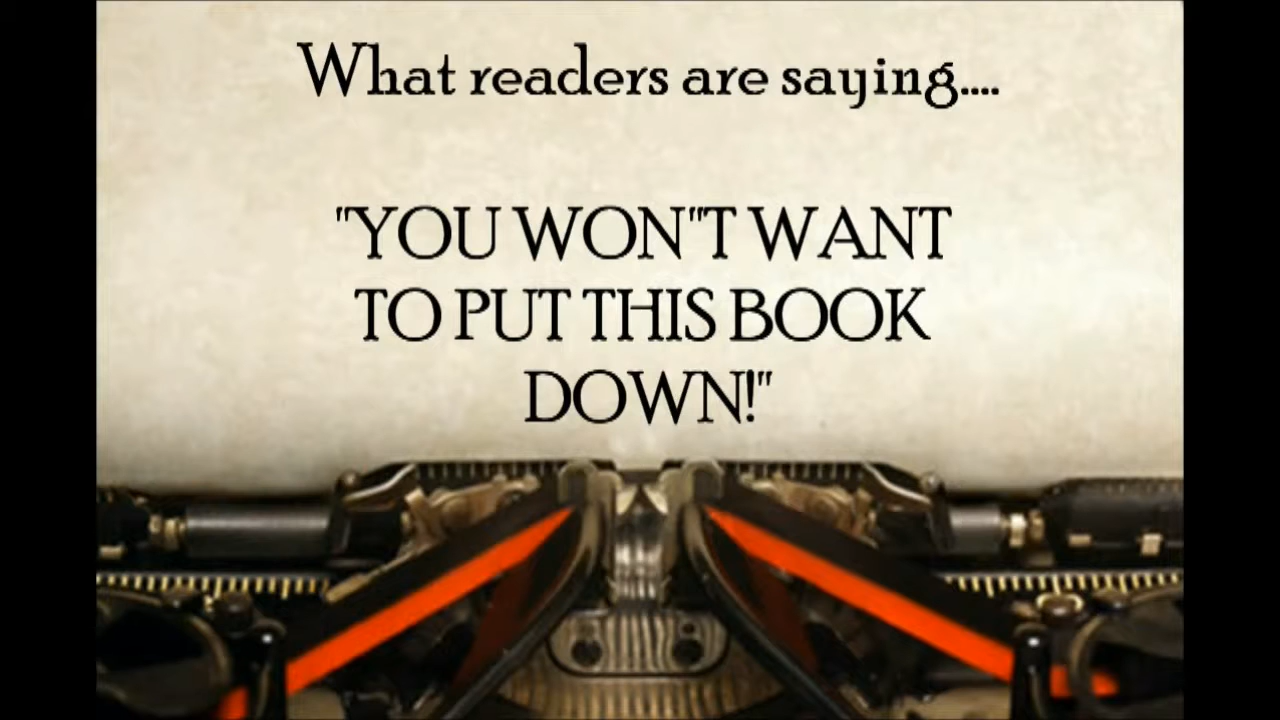 What readers are saying....
"YOU WON"T WANT
TO PUT THIS BOOK
DOWN!"